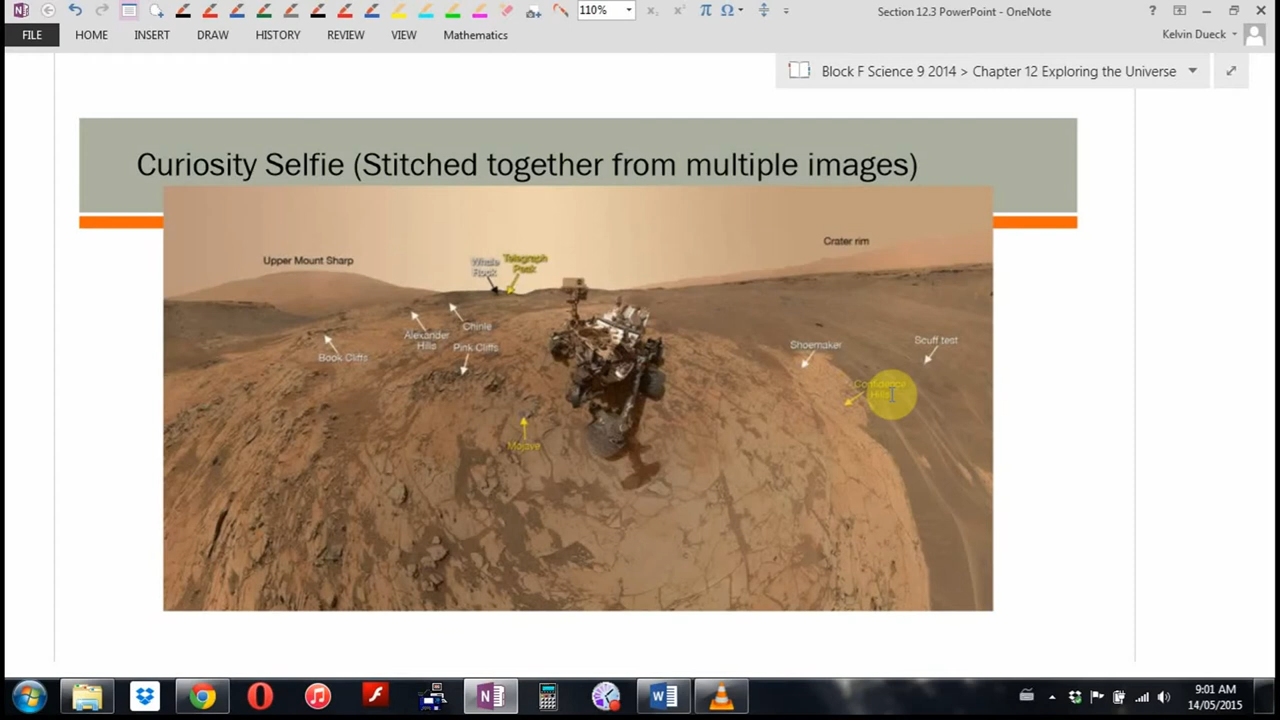 110%
Section 12.3 PowerPoint - OneNote
FILE HOME INSERT DRAW HISTORY REVIEW VIEW Mathematics
Kelvin Dueck
Block F Science 9 2014 > Chapter 12 Exploring the Universe
Curiosity Selfie (Stitched together from multiple images)
Upper Mount Sharp
Whale
Rock
Telegraph
Peak
Crater rim
Book Cliffs
Alexander
Hills
Chinle
Pink Cliffs
Shoemaker
Scuff test
Confidence
Hills
Mojave
9:01 AM
14/05/2015